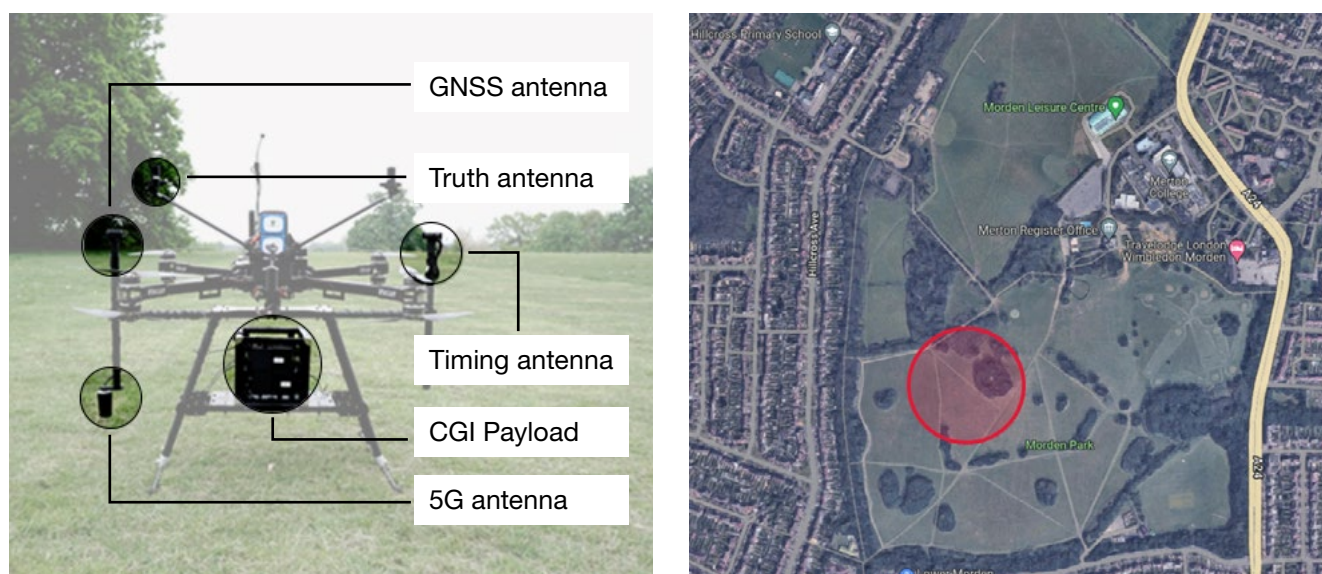 GNSS antenna
Truth antenna
Timing antenna
CGI Payload
5G antenna
Hillcross Primary School
Morden Leisure Centre
Merton
College
A24
Merton Register Office
Travelodge London
Wimbledon Morden
Hillcross Ave
Morden Park
A24
Lower Morden